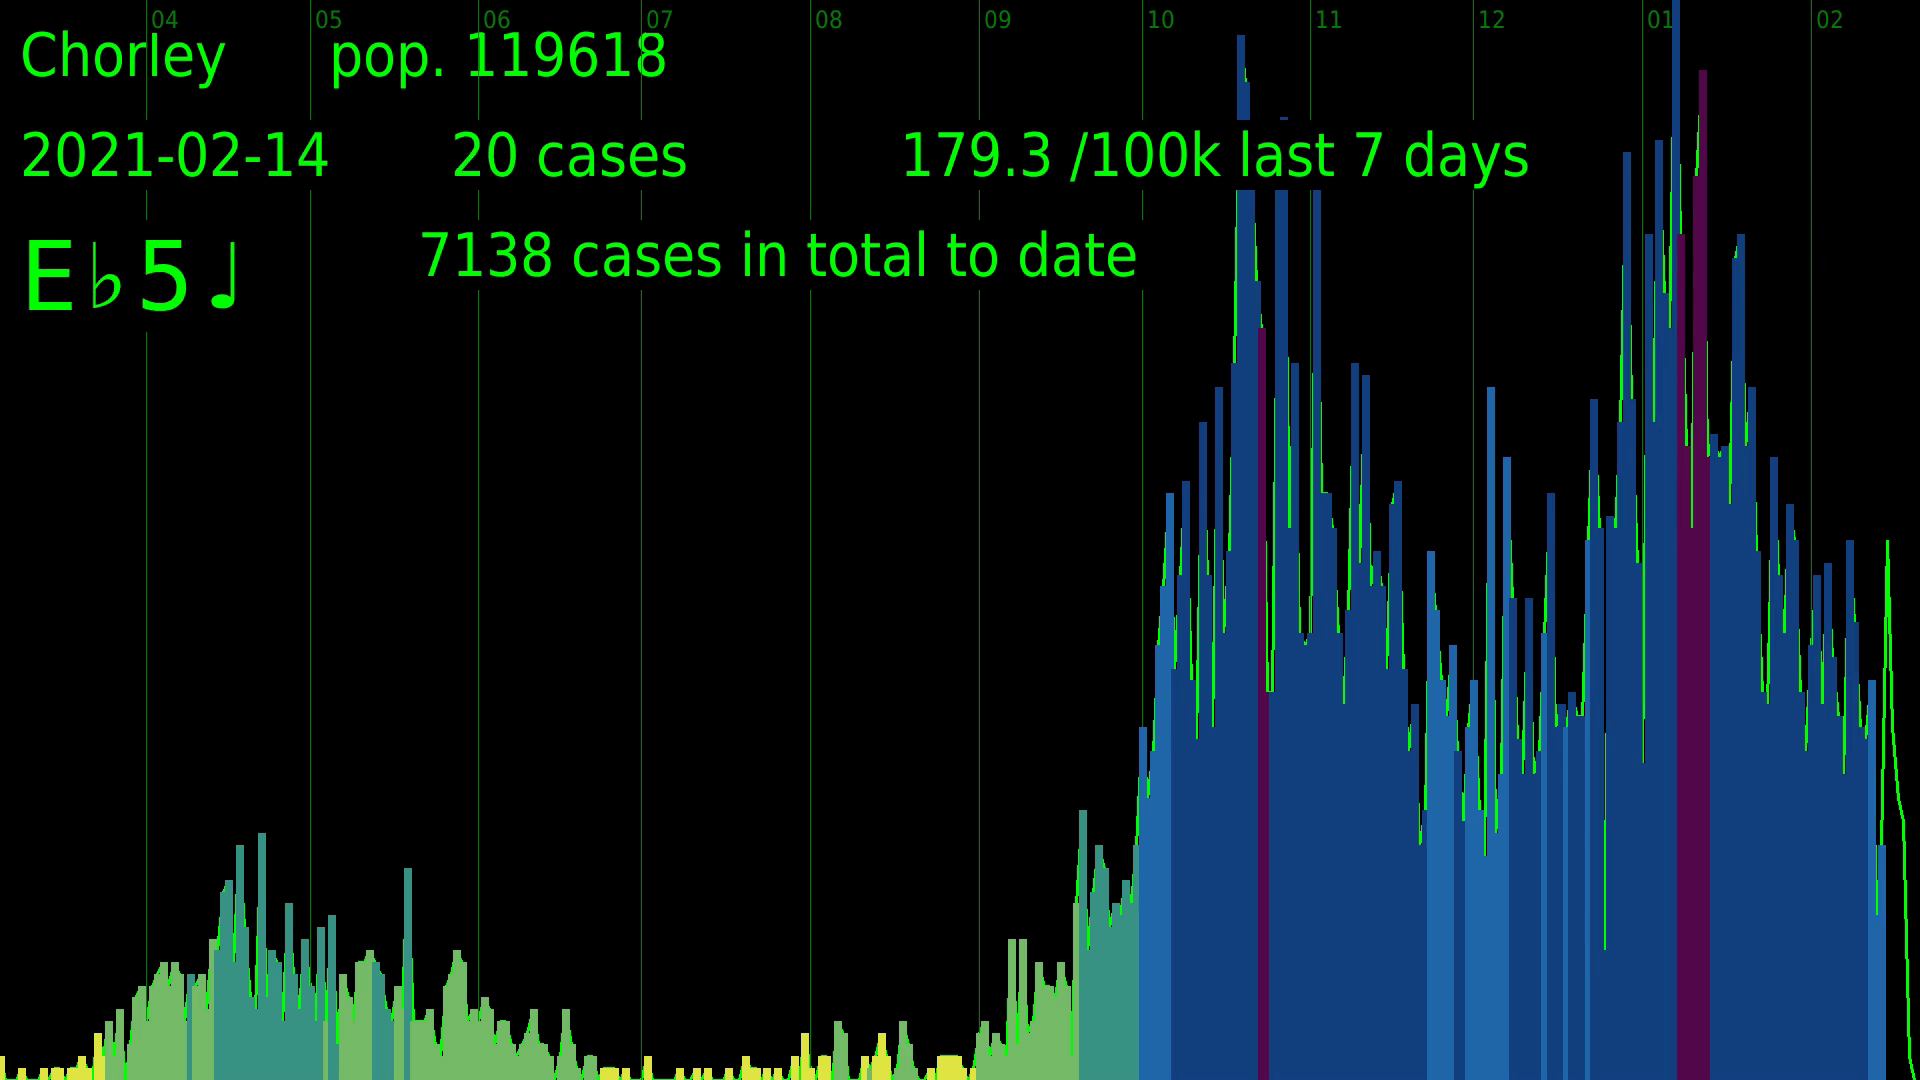 04 05 06 07 08 09 10 11 12 01 02
Chorley pop. 119618
2021-02-14 20 cases 179.3 /100k last 7 days
E♭5♩ 7138 cases in total to date